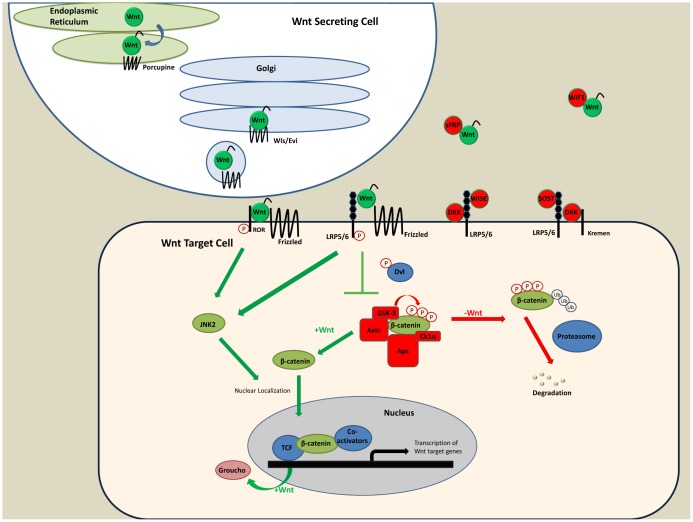 Endoplasmic
Reticulum
Wnt
Wnt Secreting Cell
Wnt
Porcupine
Golgi
Wnt
Wls/Evi
Wnt
WIF1
Wnt
sFRP
Wnt
Wnt
P
ROR
Frizzled
Wnt
LRP5/6
P
Frizzled
DKK
WISE
LRP5/6
SOST
DKK
LRP5/6
Kremen
Wnt Target Cell
P
Dvl
P
P
P
GSK-3
β-catenin
Axin
Ck1α
Apc
-Wnt
+Wnt
P
P
P
β-catenin
Ub
Ub
Ub
Proteasome
Degradation
JNK2
β-catenin
Nuclear Localization
Nucleus
TCF
β-catenin
Co-
activators
Transcription of
Wnt target genes
Groucho
+Wnt